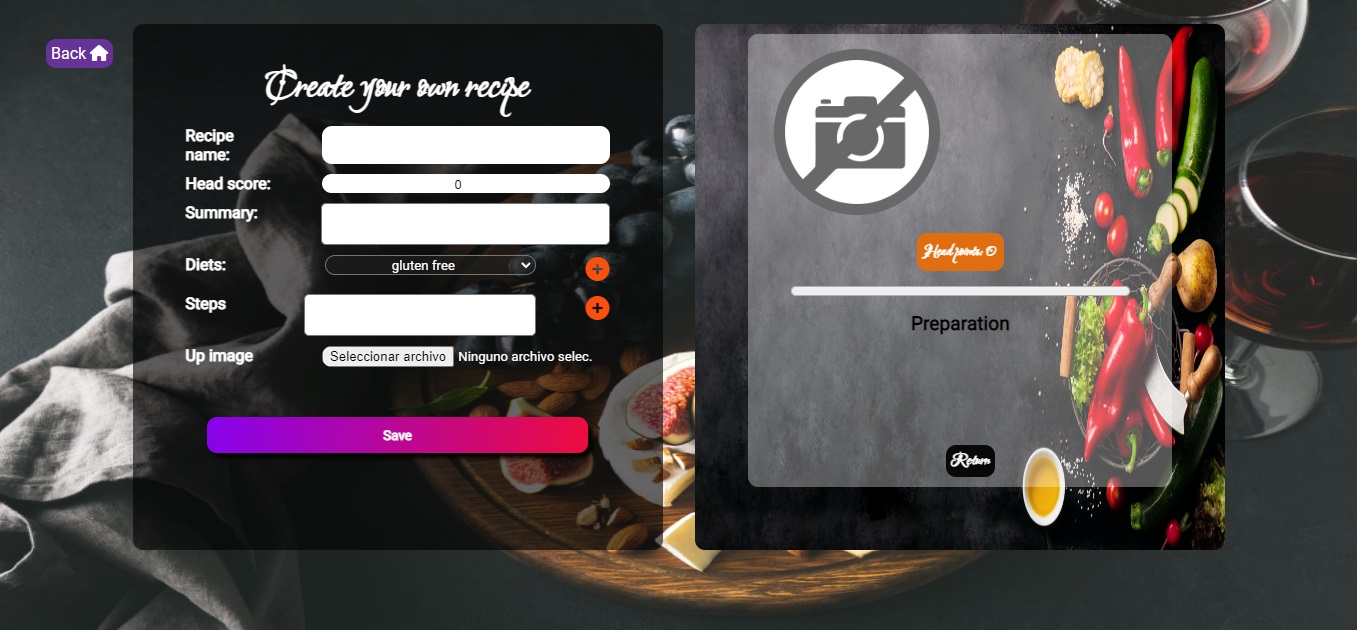 Back
Create your own recipe
Recipe
name:
Head score:
0
Summary:
Diets:
gluten free
+
Steps
+
Up image
Seleccionar archivo Ninguno archivo selec.
Save
Head points: 0
Preparation
Return